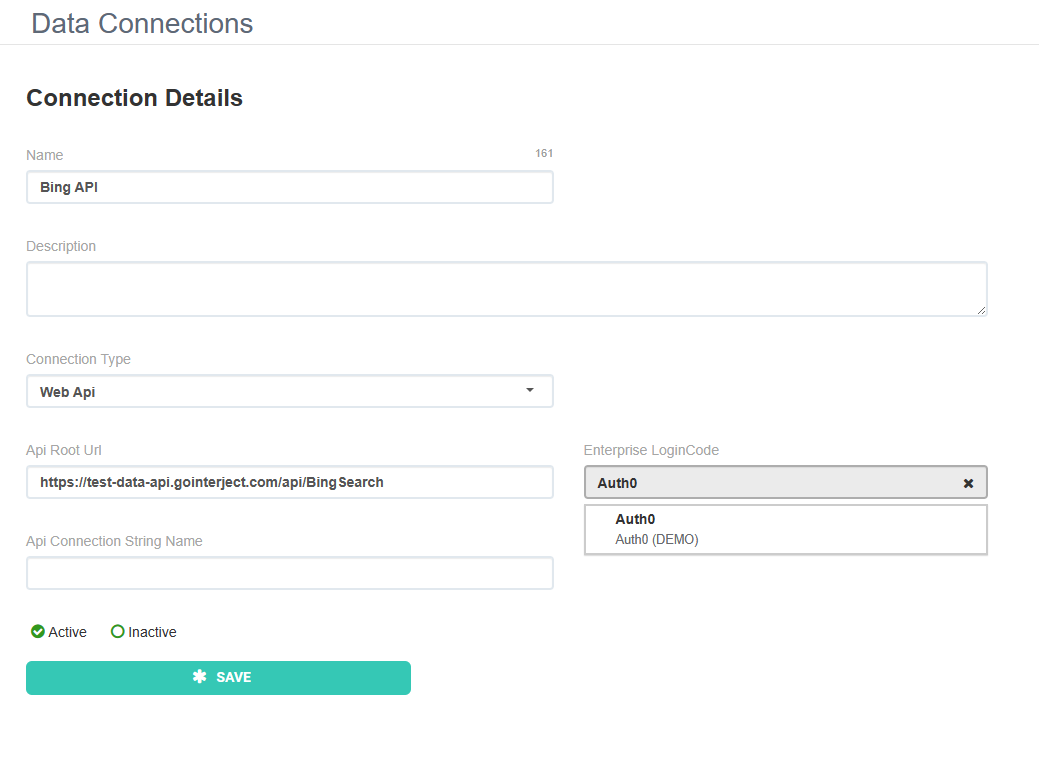 Data Connections
Connection Details
Name
161
Bing API
Description
Connection Type
Web Api
Api Root Url
Enterprise LoginCode
https://test-data-api.gointerject.com/api/BingSearch
Auth0
Auth0
Auth0 (DEMO)
Api Connection String Name
Active
Inactive
SAVE